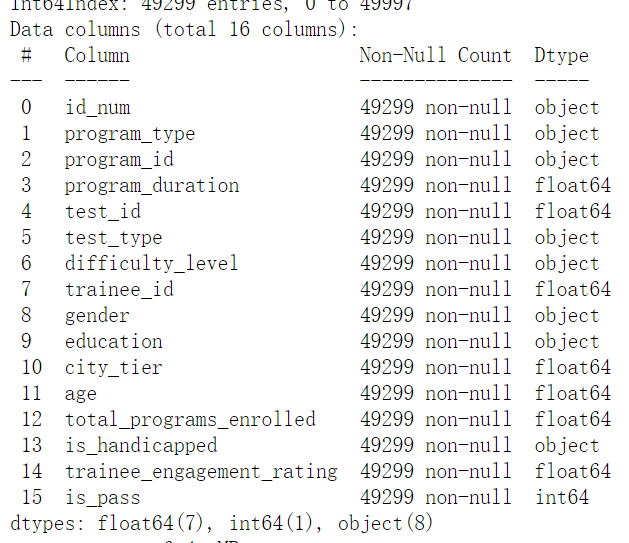 Int64Index: 49299 entries, 0 to 49997
Data columns (total 16 columns):
 #   Column                     Non-Null Count  Dtype
---  ------                     --------------  -----
 0   id_num                     49299 non-null  object
 1   program_type               49299 non-null  object
 2   program_id                 49299 non-null  object
 3   program_duration           49299 non-null  float64
 4   test_id                    49299 non-null  float64
 5   test_type                  49299 non-null  object
 6   difficulty_level           49299 non-null  object
 7   trainee_id                 49299 non-null  float64
 8   gender                     49299 non-null  object
 9   education                  49299 non-null  object
 10  city_tier                  49299 non-null  float64
 11  age                        49299 non-null  float64
 12  total_programs_enrolled    49299 non-null  float64
 13  is_handicapped             49299 non-null  object
 14  trainee_engagement_rating  49299 non-null  float64
 15  is_pass                    49299 non-null  int64
dtypes: float64(7), int64(1), object(8)